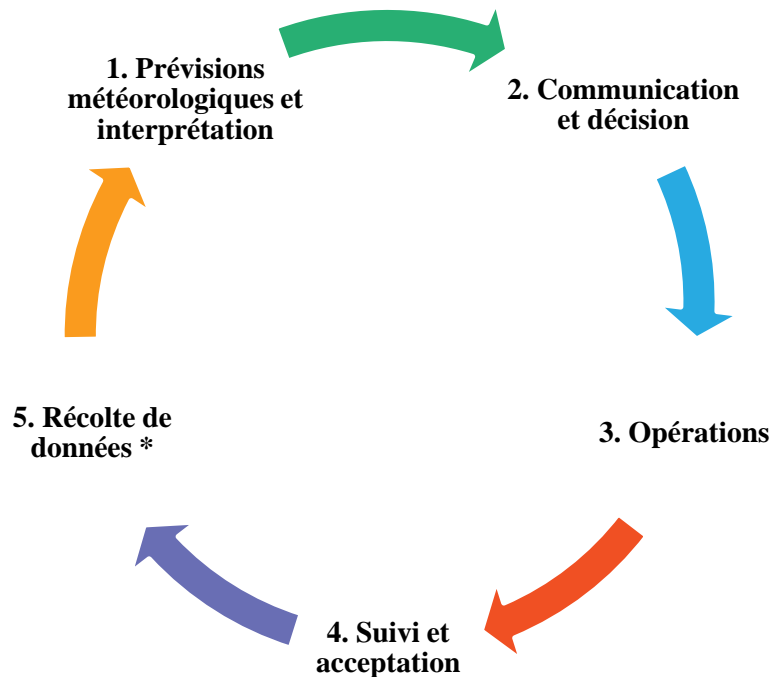 1. Prévisions
météorologiques et
interprétation
2. Communication
et décision
3. Opérations
4. Suivi et
acceptation
5. Récolte de
données *